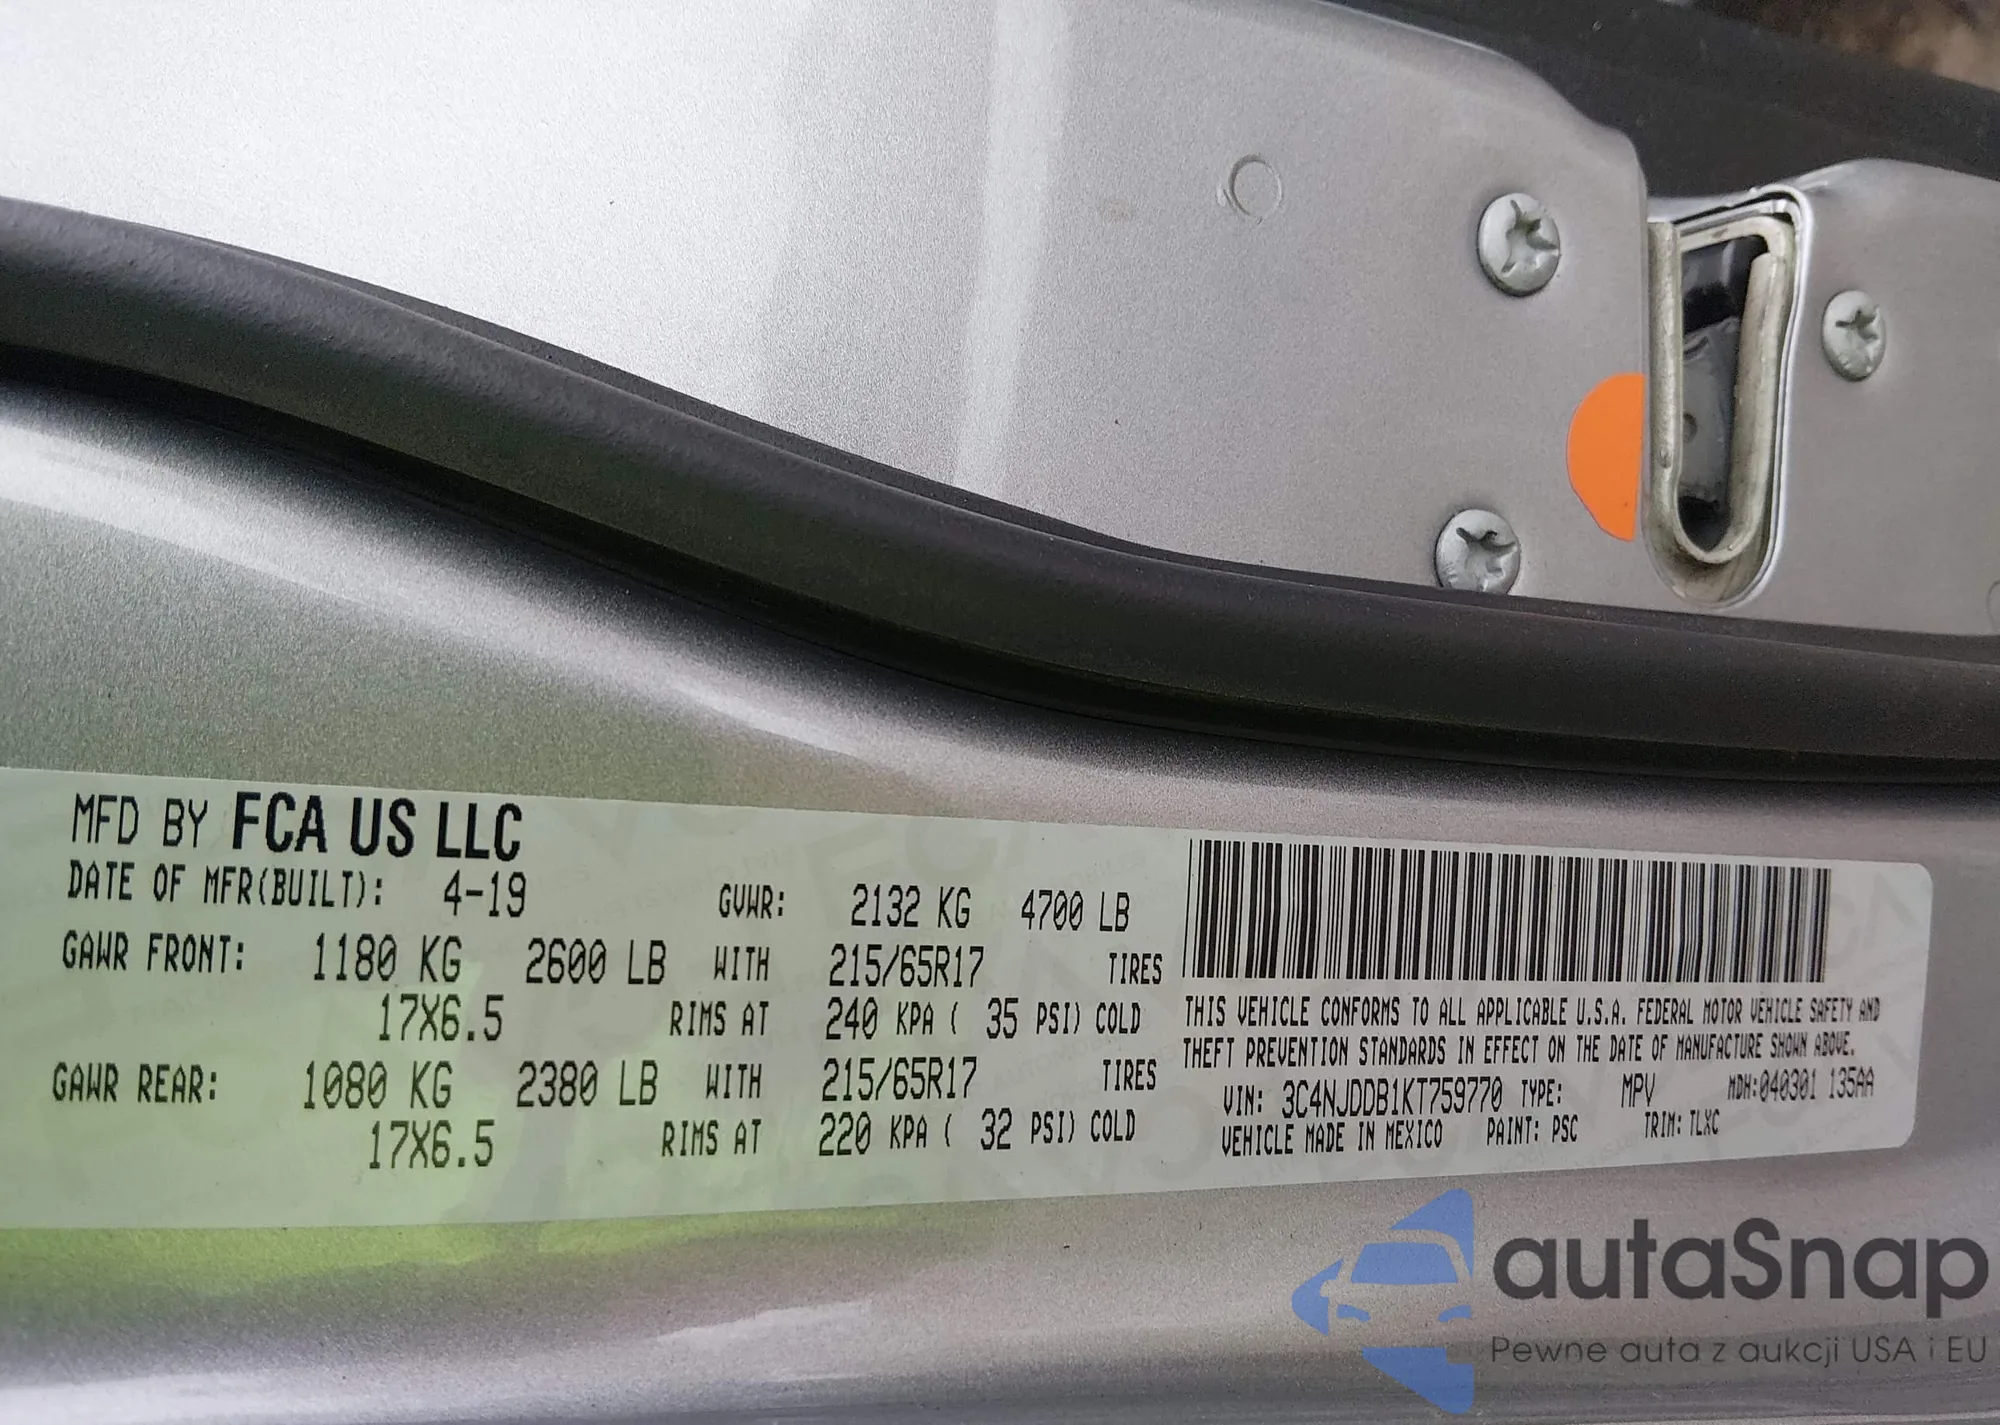 MFD BY FCA US LLC
DATE OF MFR(BUILT): 4-19 GVWR: 2132 KG 4700 LB
GAWR FRONT: 1180 KG 2600 LB WITH 215/65R17 TIRES
17X6.5 RIMS AT 240 KPA ( 35 PSI) COLD
GAWR REAR: 1080 KG 2380 LB WITH 215/65R17 TIRES
17X6.5 RIMS AT 220 KPA ( 32 PSI) COLD
THIS VEHICLE CONFORMS TO ALL APPLICABLE U.S.A. FEDERAL MOTOR VEHICLE SAFETY AND
THEFT PREVENTION STANDARDS IN EFFECT ON THE DATE OF MANUFACTURE SHOWN ABOVE.
VIN: 3C4NJDDB1KT759770 TYPE: MPV MDH:040301 135AA
VEHICLE MADE IN MEXICO PAINT: PSC TRIM: TLXC
autaSnap
Pewne auta z aukcji USA i EU